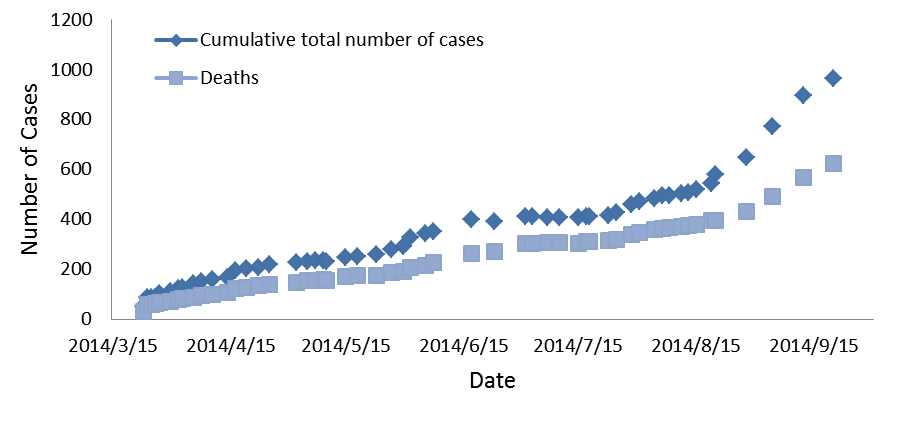 1200
1000
800
600
400
200
0
Number of Cases
Cumulative total number of cases
Deaths
2014/3/15 2014/4/15 2014/5/15 2014/6/15 2014/7/15 2014/8/15 2014/9/15
Date